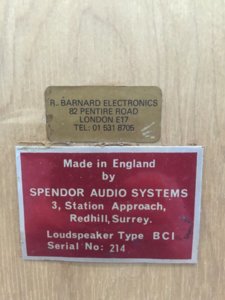 R. BARNARD ELECTRONICS
82 PENTIRE ROAD
LONDON E17
TEL: 01 531 8705
Made in England
by
SPENDOR AUDIO SYSTEMS
3, Station Approach,
Redhill, Surrey.
Loudspeaker Type BC1
Serial No: 214